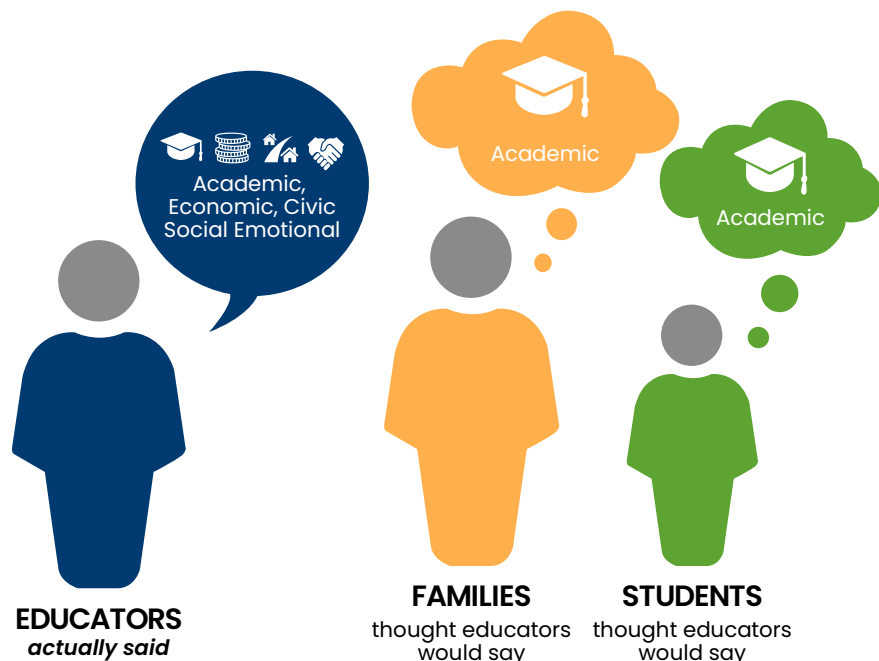 Academic,
Economic, Civic
Social Emotional
EDUCATORS
actually said
Academic
FAMILIES
thought educators
would say
Academic
STUDENTS
thought educators
would say